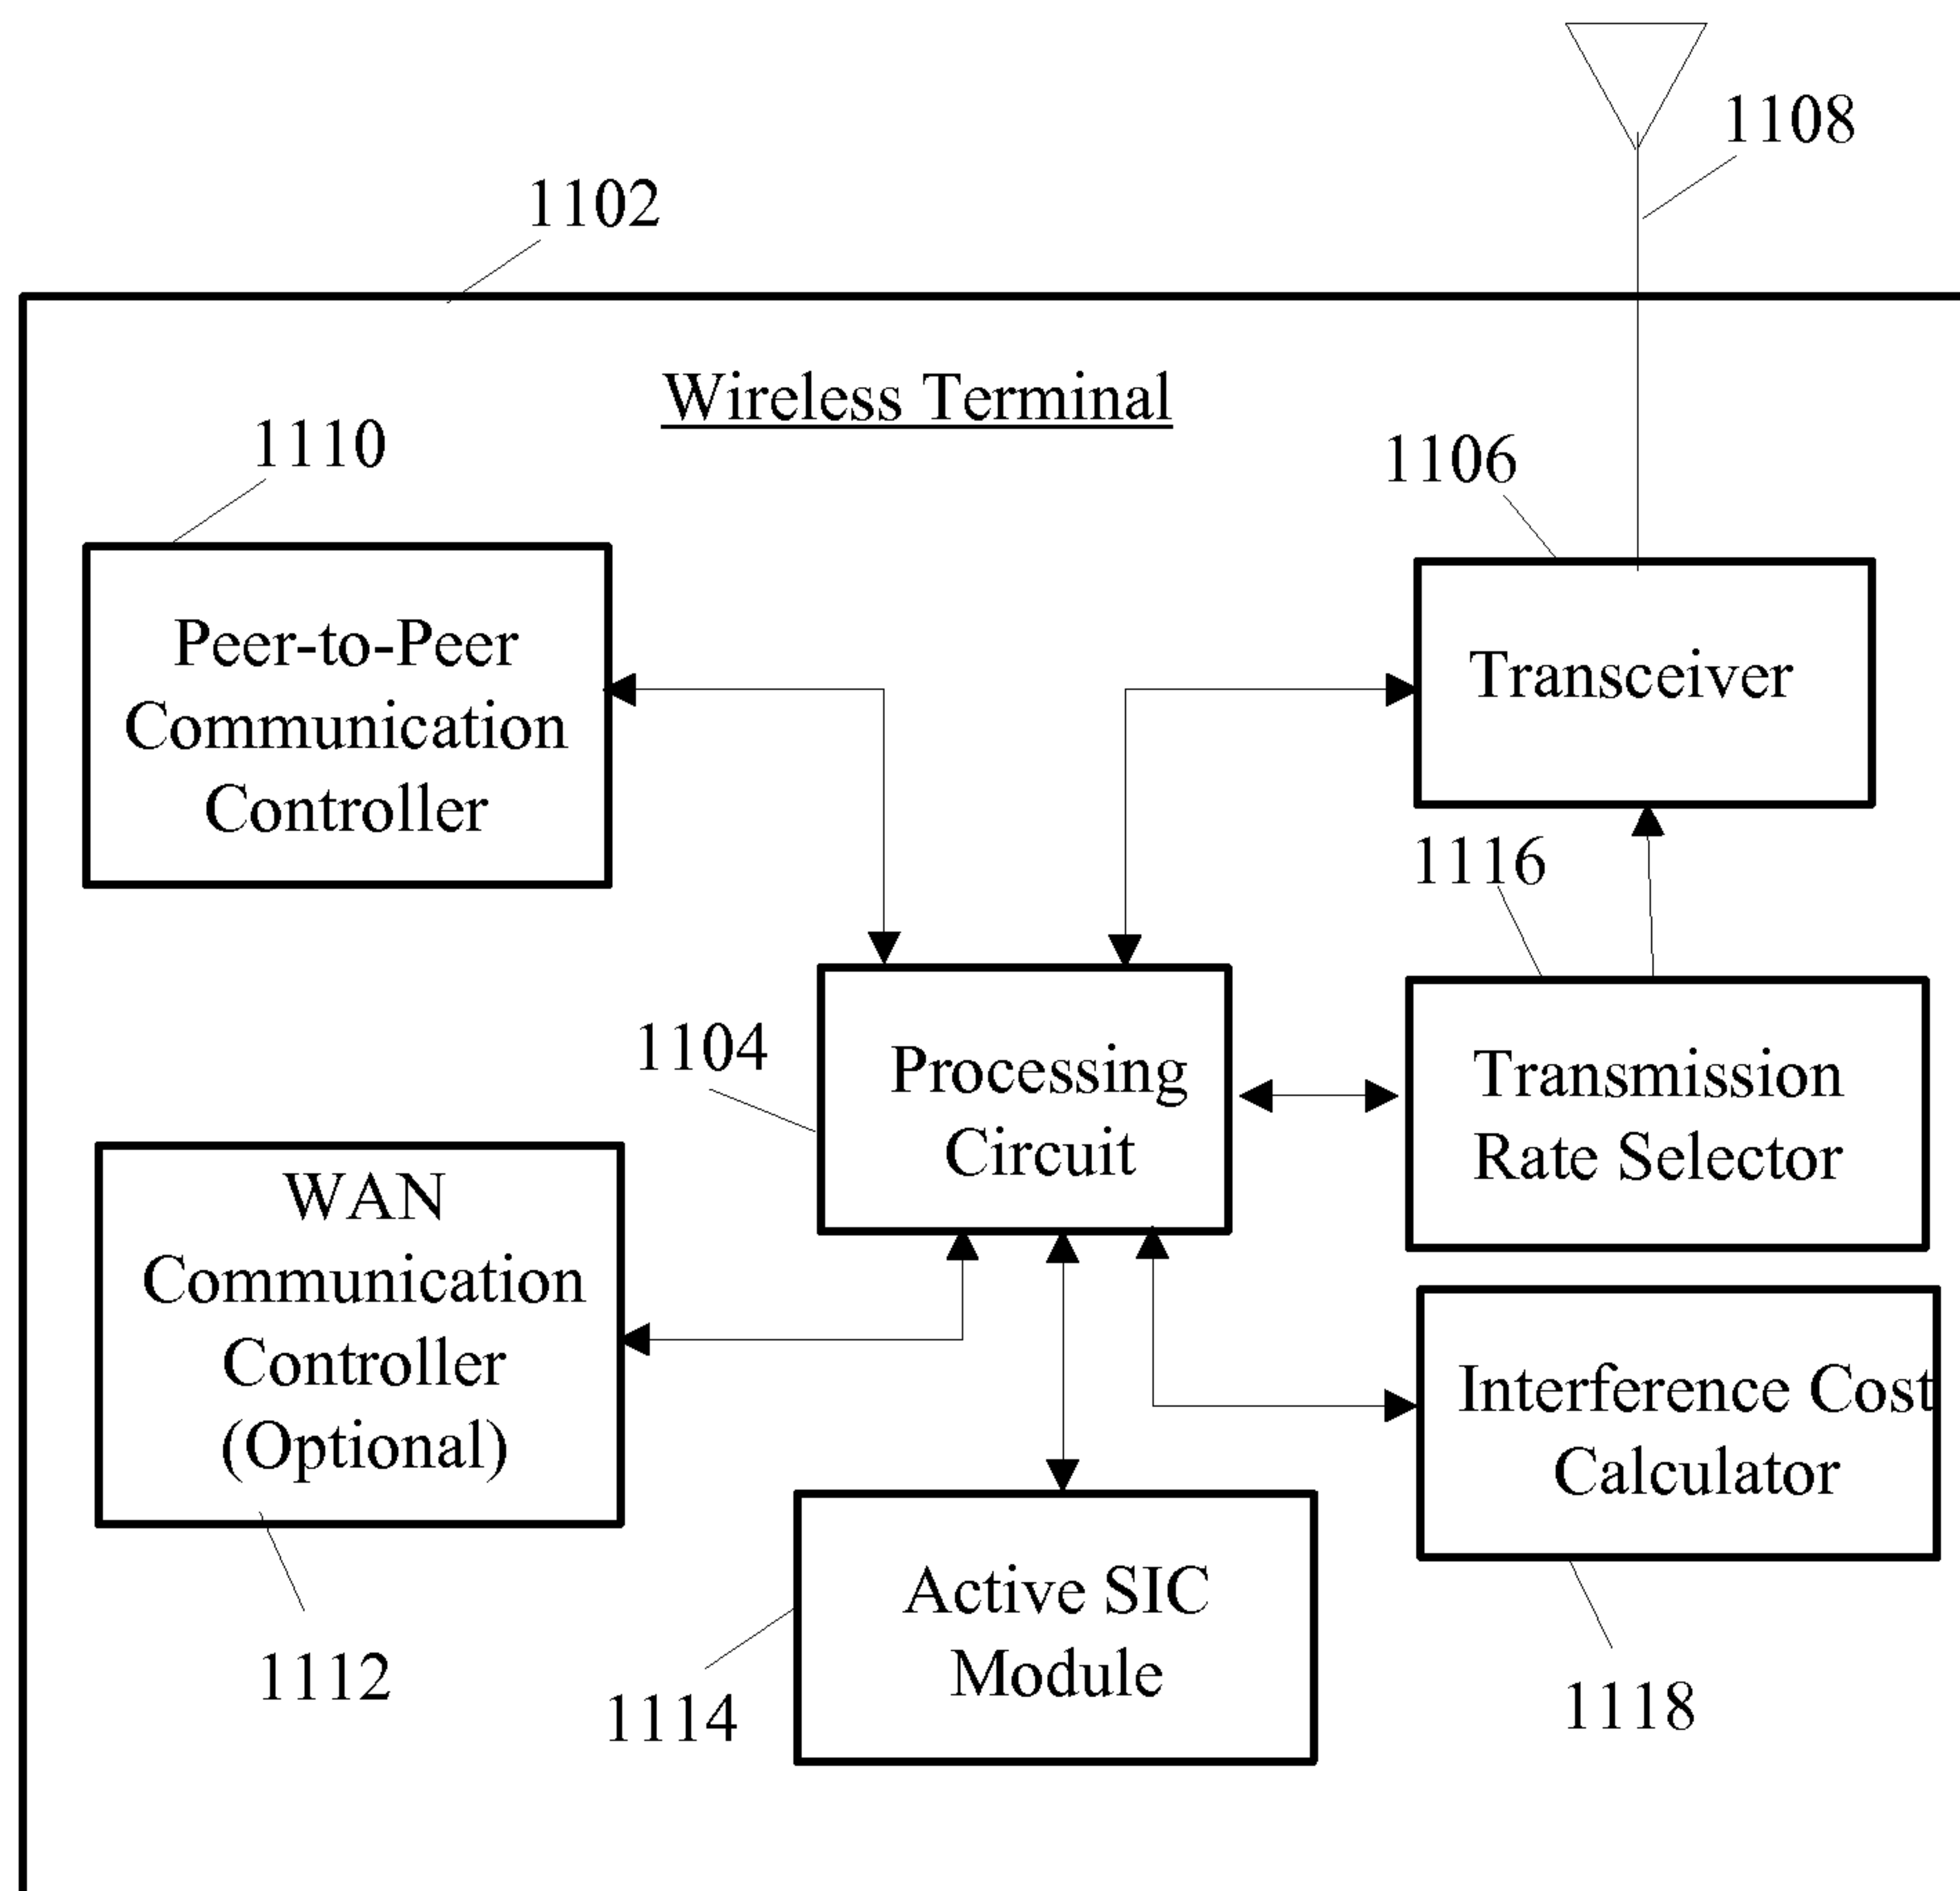 1108
1102
Wireless Terminal
1110
1106
Peer-to-Peer
Communication
Controller
Transceiver
1116
1104
Processing
Circuit
Transmission
Rate Selector
WAN
Communication
Controller
(Optional)
Interference Cost
Calculator
Active SIC
Module
1112
1114
1118